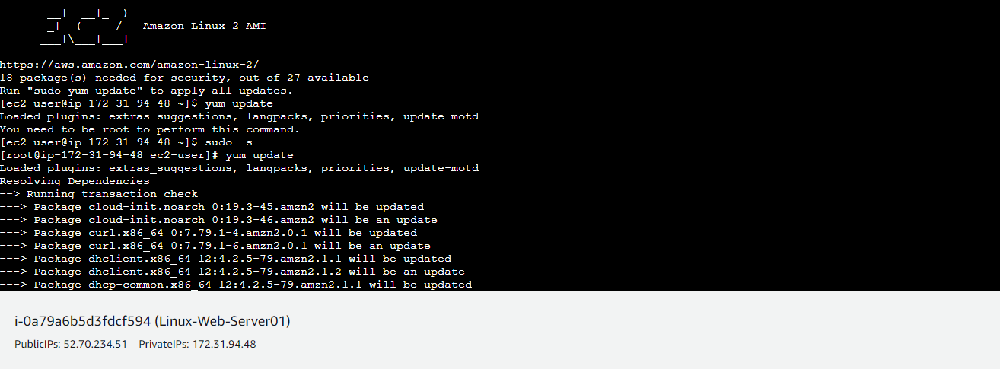 __|  __|_  )
_|  (     /   Amazon Linux 2 AMI
___|\___|___|
https://aws.amazon.com/amazon-linux-2/
18 package(s) needed for security, out of 27 available
Run "sudo yum update" to apply all updates.
[ec2-user@ip-172-31-94-48 ~]$ yum update
Loaded plugins: extras_suggestions, langpacks, priorities, update-motd
You need to be root to perform this command.
[ec2-user@ip-172-31-94-48 ~]$ sudo -s
[root@ip-172-31-94-48 ec2-user]# yum update
Loaded plugins: extras_suggestions, langpacks, priorities, update-motd
Resolving Dependencies
--> Running transaction check
---> Package cloud-init.noarch 0:19.3-45.amzn2 will be updated
---> Package cloud-init.noarch 0:19.3-46.amzn2 will be an update
---> Package curl.x86_64 0:7.79.1-4.amzn2.0.1 will be updated
---> Package curl.x86_64 0:7.79.1-6.amzn2.0.1 will be an update
---> Package dhclient.x86_64 12:4.2.5-79.amzn2.1.1 will be updated
---> Package dhclient.x86_64 12:4.2.5-79.amzn2.1.2 will be an update
---> Package dhcp-common.x86_64 12:4.2.5-79.amzn2.1.1 will be updated
i-0a79a6b5d3fdcf594 (Linux-Web-Server01)
PublicIPs: 52.70.234.51 PrivateIPs: 172.31.94.48